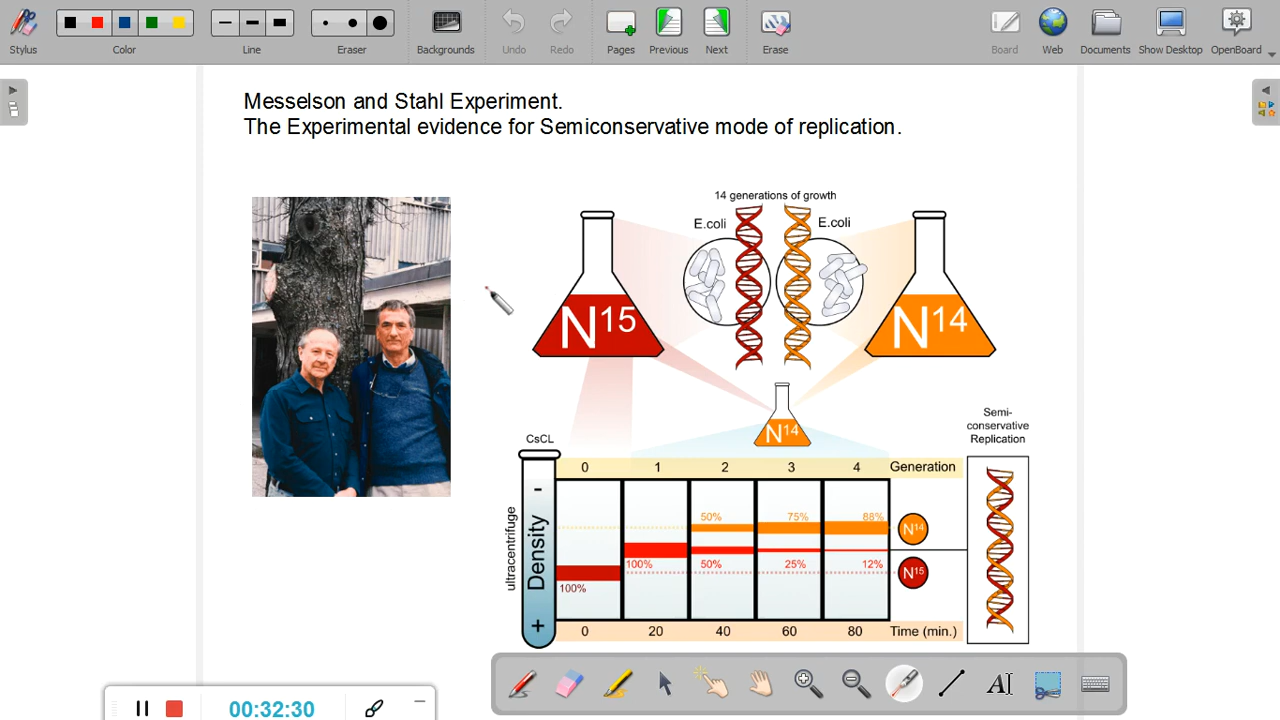 Stylus
Color
Line
Eraser
Backgrounds
Undo
Redo
Pages
Previous
Next
Erase
Board
Web
Documents
Show Desktop
OpenBoard
Messelson and Stahl Experiment.
The Experimental evidence for Semiconservative mode of replication.
14 generations of growth
E.coli
E.coli
N15
N14
N14
Semi-
conservative
Replication
CsCL
0 1 2 3 4 Generation
ultracentrifuge
Density
-
+
50% 75% 88%
N14
100% 50% 25% 12%
N15
100%
0 20 40 60 80 Time (min.)
AI
00:32:30